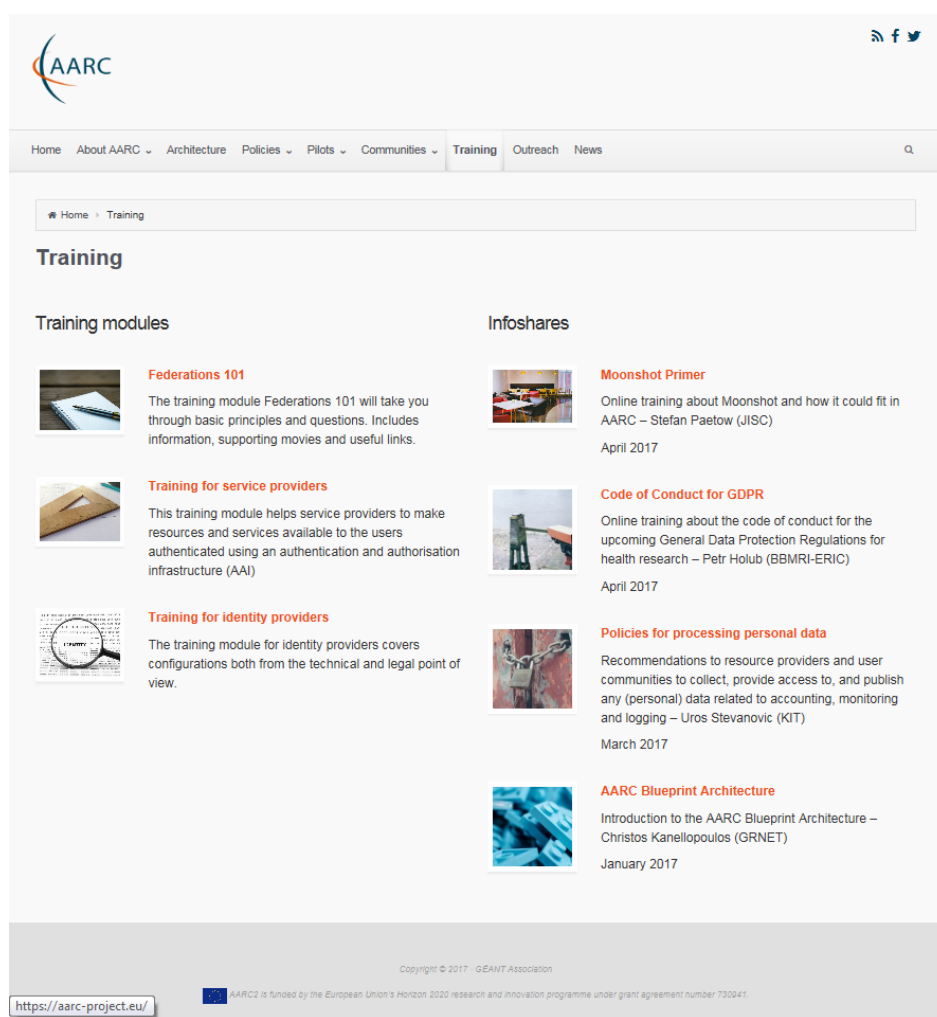 AARC
Home About AARC Architecture Policies Pilots Communities Training Outreach News
Home Training
Training
Training modules
Federations 101
The training module Federations 101 will take you
through basic principles and questions. Includes
information, supporting movies and useful links.
Training for service providers
This training module helps service providers to make
resources and services available to the users
authenticated using an authentication and authorisation
infrastructure (AAI)
IDENTITY
Training for identity providers
The training module for identity providers covers
configurations both from the technical and legal point of
view.
Infoshares
Moonshot Primer
Online training about Moonshot and how it could fit in
AARC – Stefan Paetow (JISC)
April 2017
Code of Conduct for GDPR
Online training about the code of conduct for the
upcoming General Data Protection Regulations for
health research – Petr Holub (BBMRI-ERIC)
April 2017
Policies for processing personal data
Recommendations to resource providers and user
communities to collect, provide access to, and publish
any (personal) data related to accounting, monitoring
and logging – Uros Stevanovic (KIT)
March 2017
AARC Blueprint Architecture
Introduction to the AARC Blueprint Architecture –
Christos Kanellopoulos (GRNET)
January 2017
Copyright © 2017 · GÉANT Association
AARC2 is funded by the European Union's Horizon 2020 research and innovation programme under grant agreement number 730941.
https://aarc-project.eu/